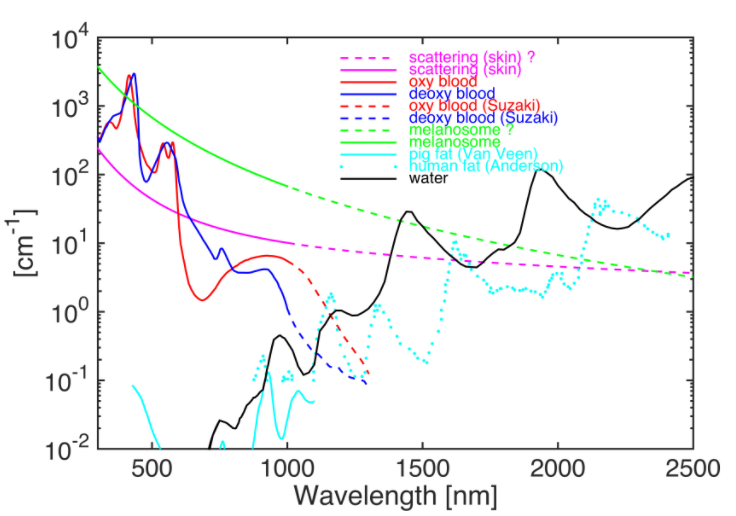 10^4
scattering (skin) ?
scattering (skin)
oxy blood
10^3
deoxy blood
oxy blood (Suzaki)
deoxy blood (Suzaki)
melanosome ?
melanosome
pig fat (Van Veen)
human fat (Anderson)
10^2
water
[cm^-1]
10^1
10^0
10^-1
10^-2
500 1000 1500 2000 2500
Wavelength [nm]